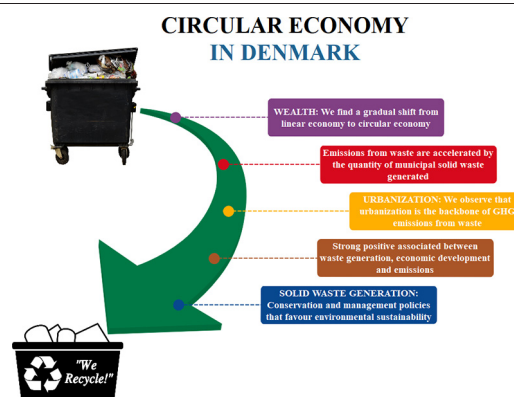 CIRCULAR ECONOMY
IN DENMARK
WEALTH: We find a gradual shift from
linear economy to circular economy
Emissions from waste are accelerated by
the quantity of municipal solid waste
generated
URBANIZATION: We observe that
urbanization is the backbone of GHG
emissions from waste
Strong positive associated between
waste generation, economic development
and emissions
SOLID WASTE GENERATION:
Conservation and management policies
that favour environmental sustainability
"We
Recycle!"